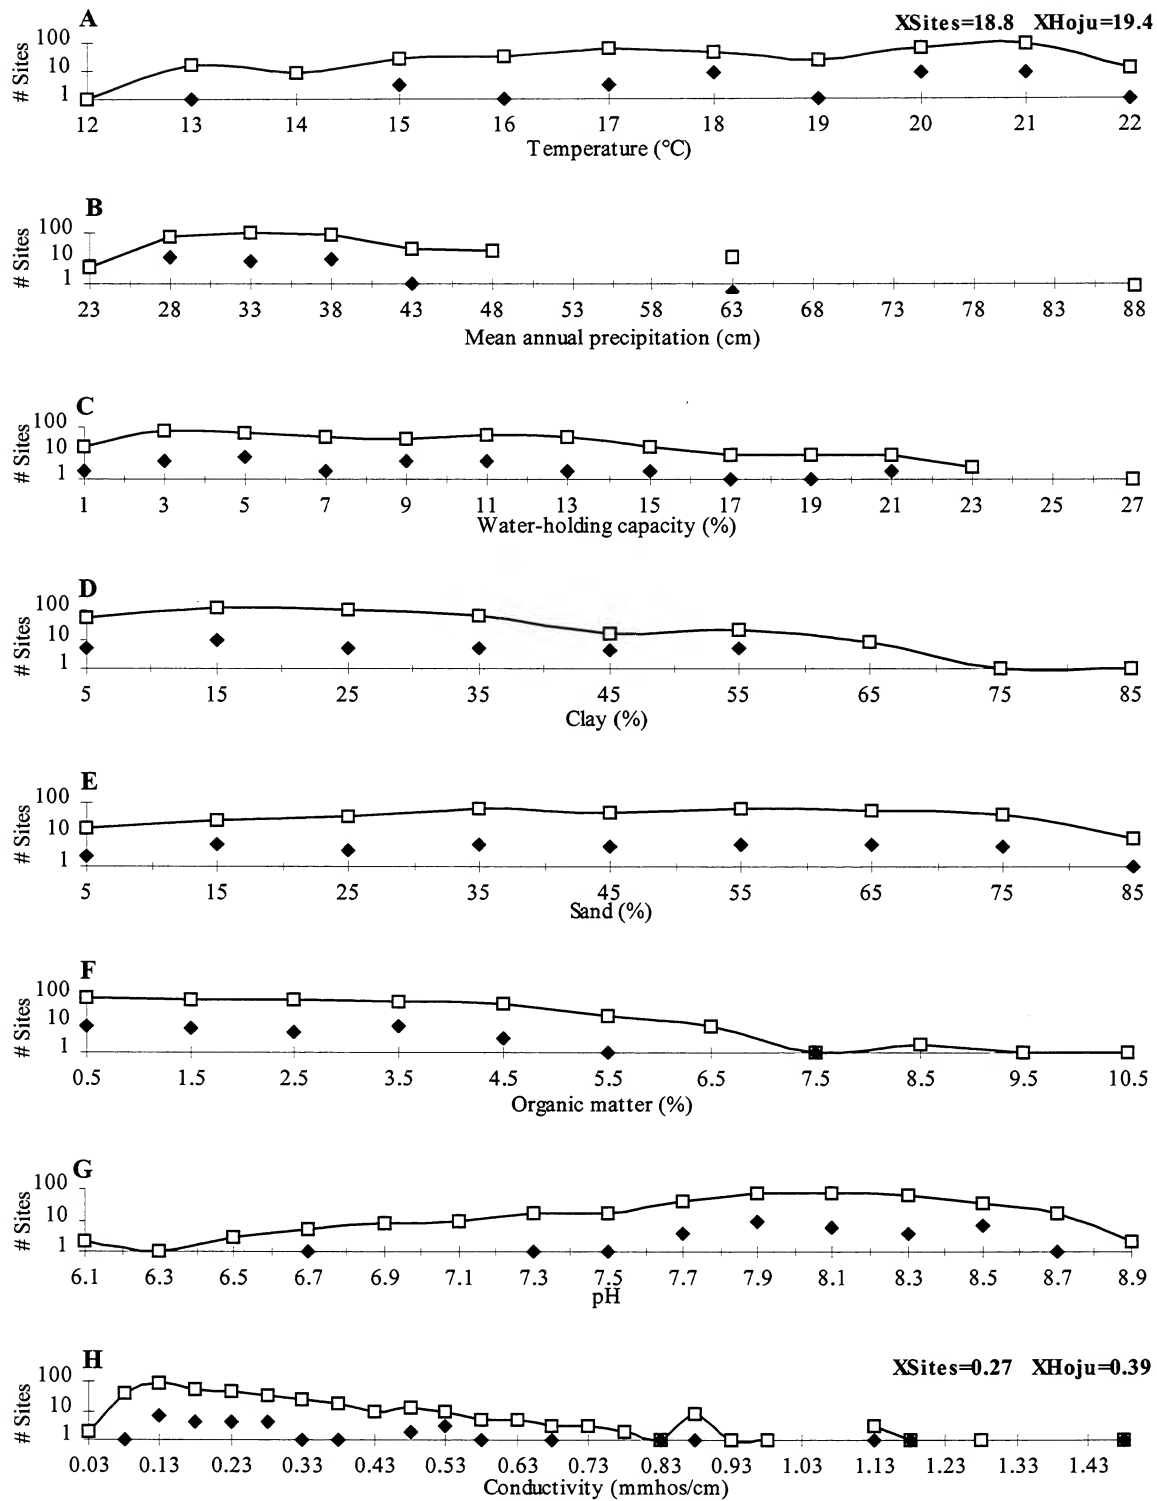 A
XSites=18.8 XHoju=19.4
# Sites
100
10
1
12 13 14 15 16 17 18 19 20 21 22
Temperature (°C)
B
# Sites
100
10
1
23 28 33 38 43 48 53 58 63 68 73 78 83 88
Mean annual precipitation (cm)
C
# Sites
100
10
1
1 3 5 7 9 11 13 15 17 19 21 23 25 27
Water-holding capacity (%)
D
# Sites
100
10
1
5 15 25 35 45 55 65 75 85
Clay (%)
E
# Sites
100
10
1
5 15 25 35 45 55 65 75 85
Sand (%)
F
# Sites
100
10
1
0.5 1.5 2.5 3.5 4.5 5.5 6.5 7.5 8.5 9.5 10.5
Organic matter (%)
G
# Sites
100
10
1
6.1 6.3 6.5 6.7 6.9 7.1 7.3 7.5 7.7 7.9 8.1 8.3 8.5 8.7 8.9
pH
H
XSites=0.27 XHoju=0.39
# Sites
100
10
1
0.03 0.13 0.23 0.33 0.43 0.53 0.63 0.73 0.83 0.93 1.03 1.13 1.23 1.33 1.43
Conductivity (mmhos/cm)